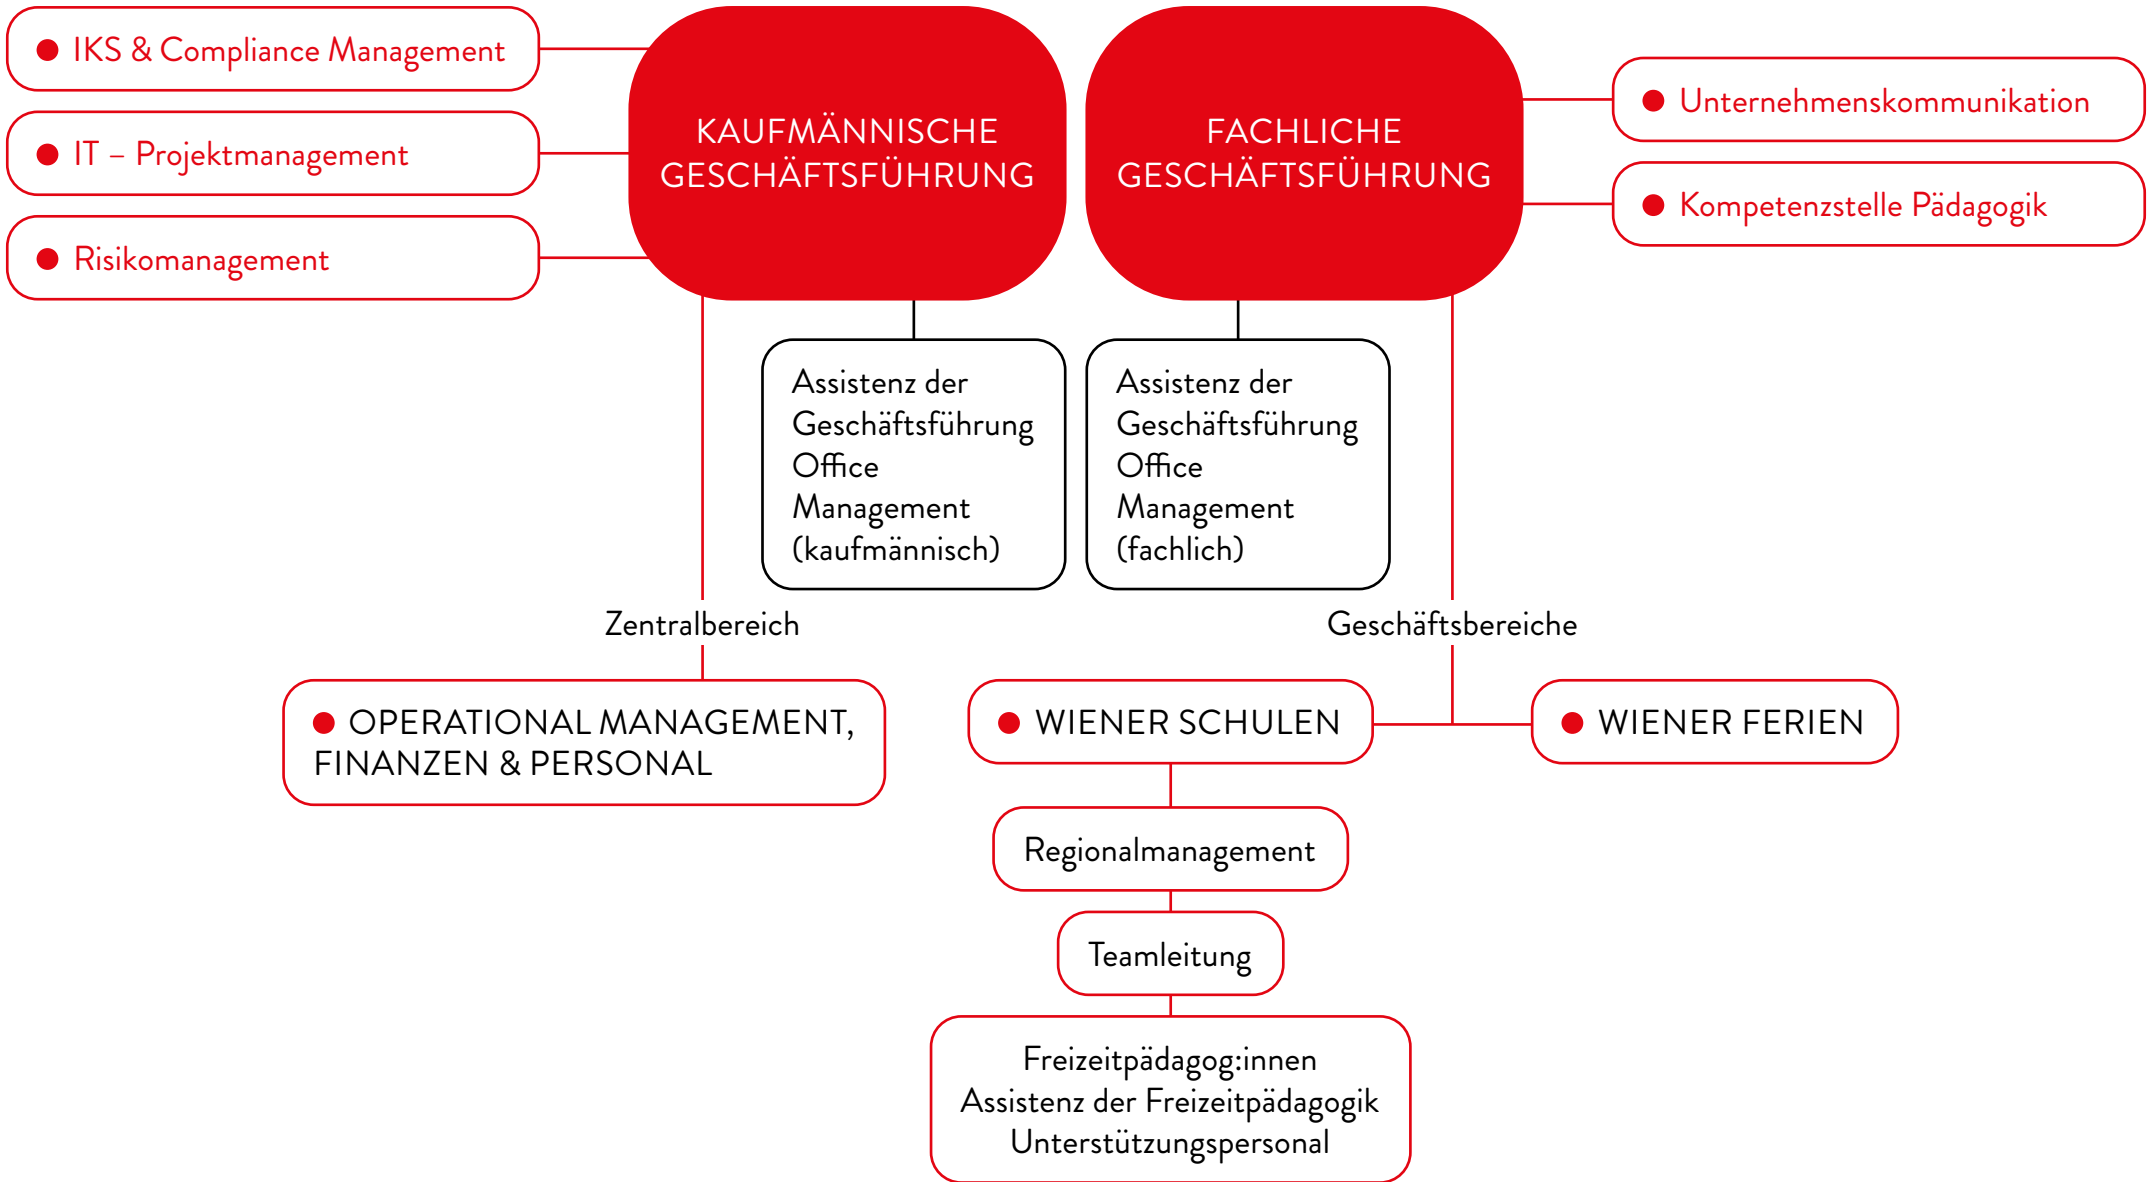 IKS & Compliance Management
IT – Projektmanagement
Risikomanagement
KAUFMÄNNISCHE
GESCHÄFTSFÜHRUNG
FACHLICHE
GESCHÄFTSFÜHRUNG
Unternehmenskommunikation
Kompetenzstelle Pädagogik
Assistenz der
Geschäftsführung
Office
Management
(kaufmännisch)
Assistenz der
Geschäftsführung
Office
Management
(fachlich)
Zentralbereich
Geschäftsbereiche
OPERATIONAL MANAGEMENT,
FINANZEN & PERSONAL
WIENER SCHULEN
WIENER FERIEN
Regionalmanagement
Teamleitung
Freizeitpädagog:innen
Assistenz der Freizeitpädagogik
Unterstützungspersonal